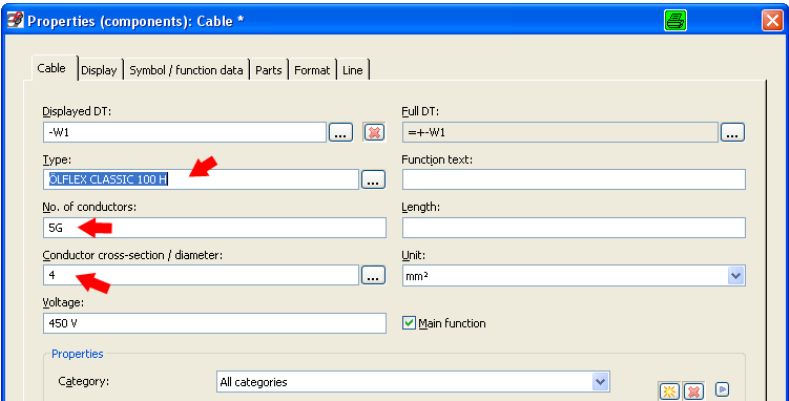 Properties (components): Cable *
Cable Display Symbol / function data Parts Format Line
Displayed DT: Full DT:
-W1 ... =+-W1 ...
Type: Function text:
ÖLFLEX CLASSIC 100 H ...
No. of conductors: Length:
5G
Conductor cross-section / diameter: Unit:
4 ... mm²
Voltage:
450 V Main function
Properties
Category: All categories